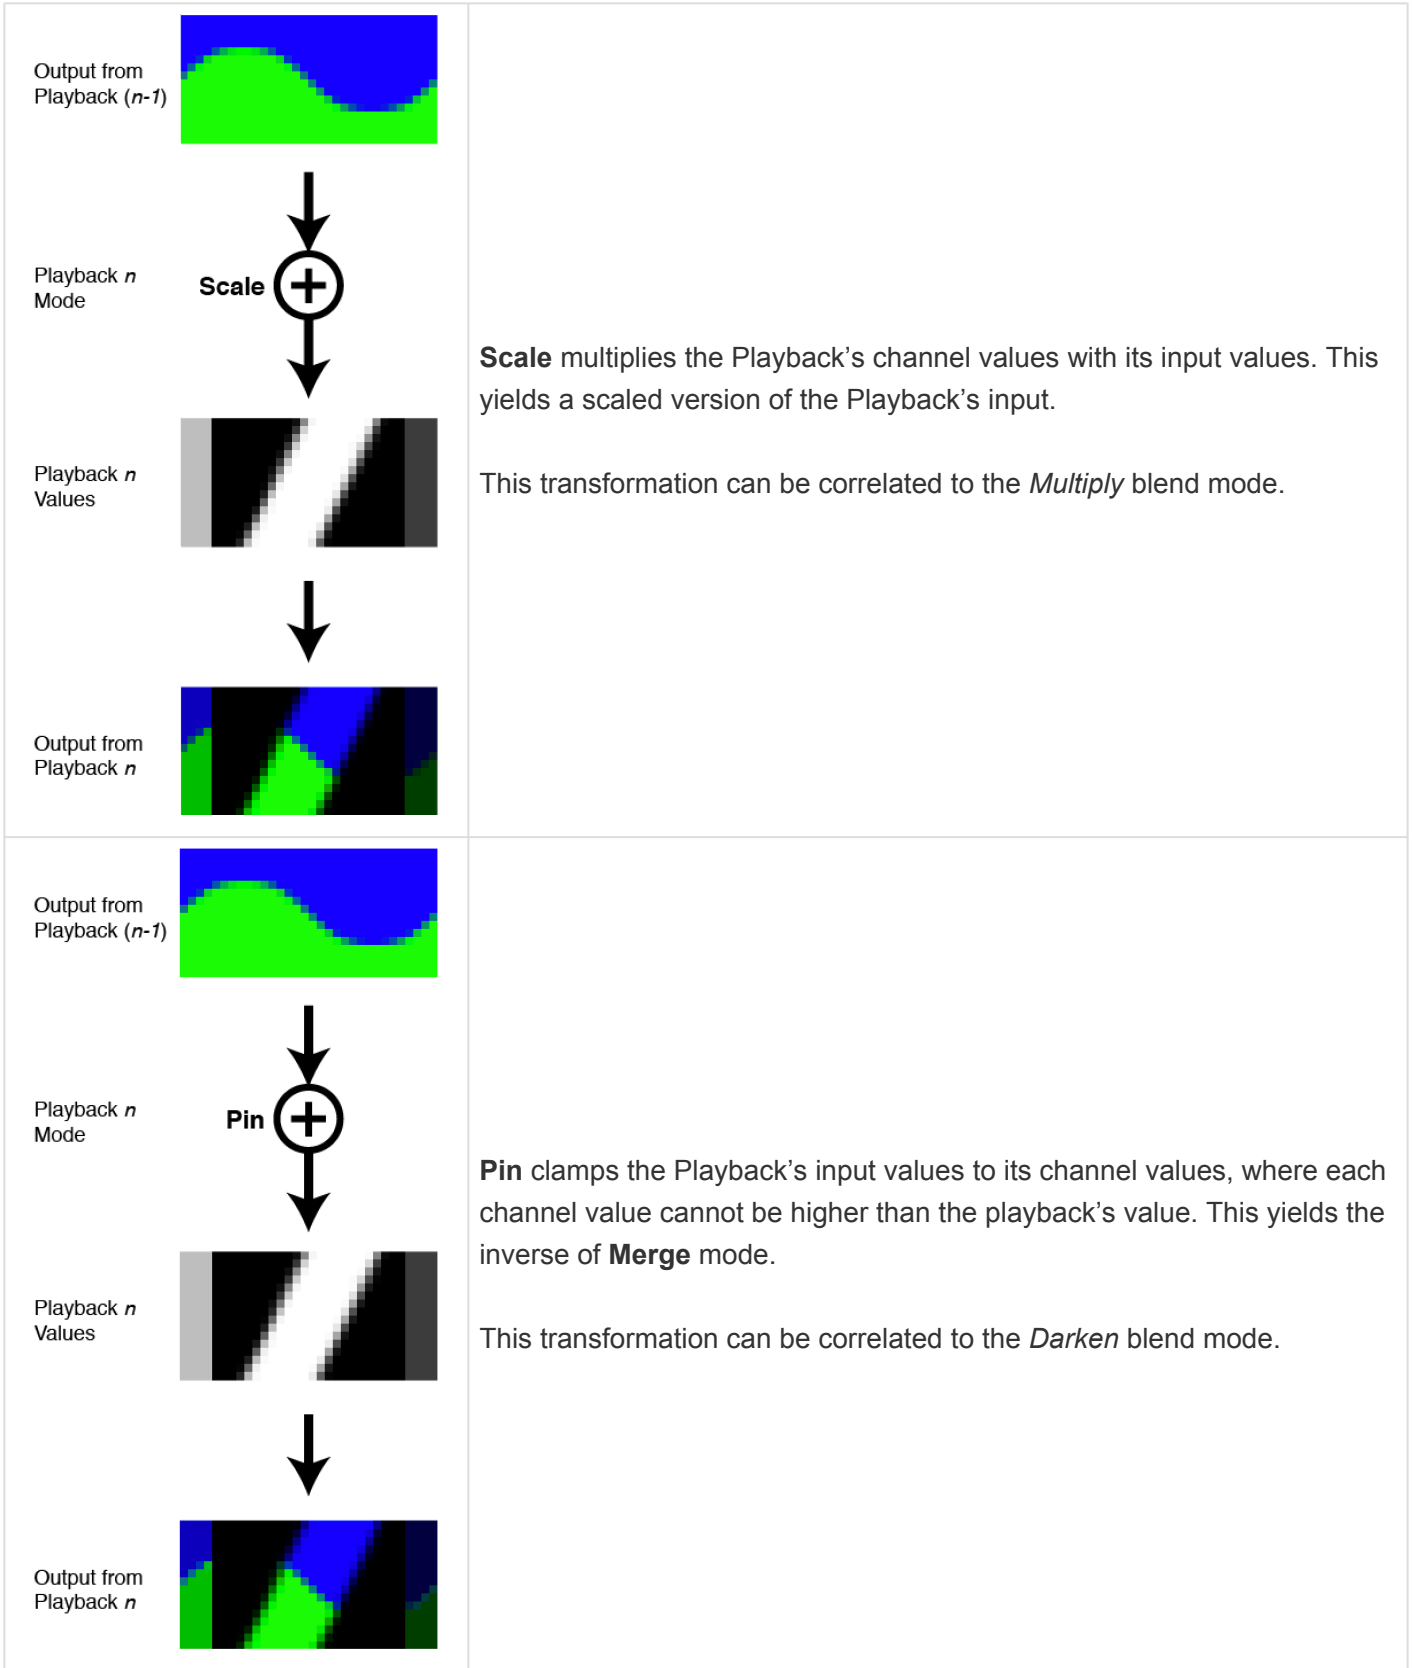 Output from
Playback (n-1)
Playback n
Mode
Scale
Playback n
Values
Output from
Playback n
Scale multiplies the Playback’s channel values with its input values. This
yields a scaled version of the Playback’s input.
This transformation can be correlated to the Multiply blend mode.
Output from
Playback (n-1)
Playback n
Mode
Pin
Playback n
Values
Output from
Playback n
Pin clamps the Playback’s input values to its channel values, where each
channel value cannot be higher than the playback’s value. This yields the
inverse of Merge mode.
This transformation can be correlated to the Darken blend mode.